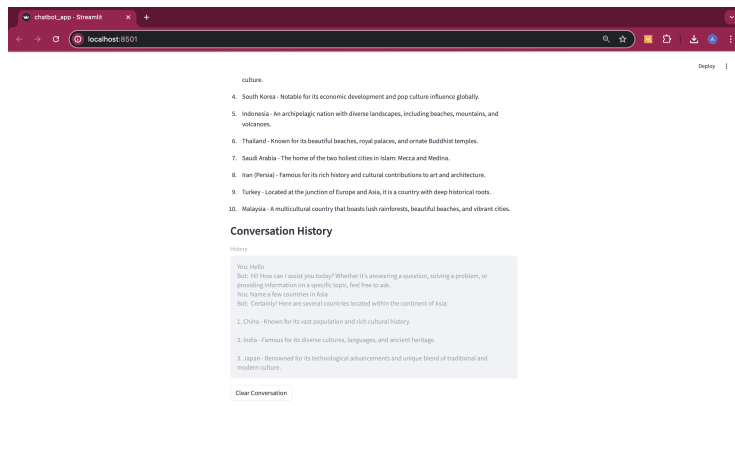 chatbot_app · Streamlit
localhost:8501
Deploy
culture.
4. South Korea - Notable for its economic development and pop culture influence globally.
5. Indonesia - An archipelagic nation with diverse landscapes, including beaches, mountains, and
volcanoes.
6. Thailand - Known for its beautiful beaches, royal palaces, and ornate Buddhist temples.
7. Saudi Arabia - The home of the two holiest cities in Islam: Mecca and Medina.
8. Iran (Persia) - Famous for its rich history and cultural contributions to art and architecture.
9. Turkey - Located at the junction of Europe and Asia, it is a country with deep historical roots.
10. Malaysia - A multicultural country that boasts lush rainforests, beautiful beaches, and vibrant cities.
Conversation History
History
You: Hello
Bot: Hi! How can I assist you today? Whether it's answering a question, solving a problem, or
providing information on a specific topic, feel free to ask.
You: Name a few countries in Asia
Bot: Certainly! Here are several countries located within the continent of Asia:
1. China - Known for its vast population and rich cultural history.
2. India - Famous for its diverse cultures, languages, and ancient heritage.
3. Japan - Renowned for its technological advancements and unique blend of traditional and
modern culture.
Clear Conversation